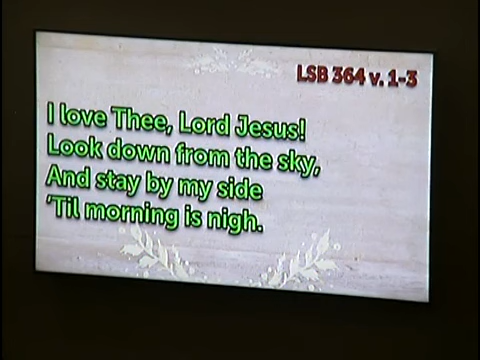 LSB 364 v. 1-3
I love Thee, Lord Jesus!
Look down from the sky,
And stay by my side
'Til morning is nigh.